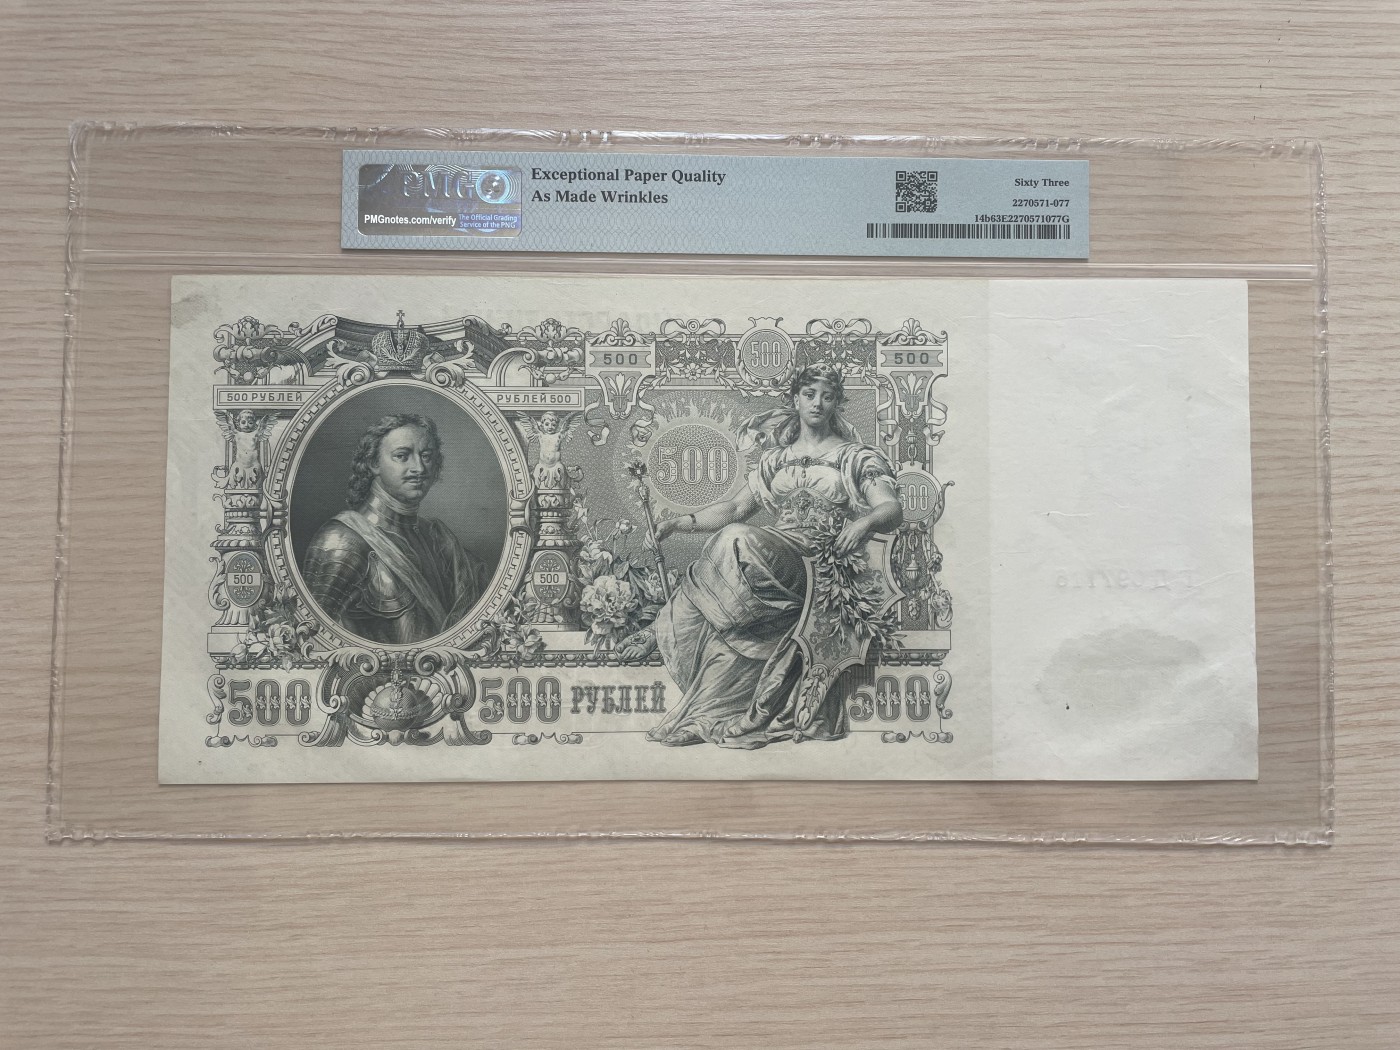 PMG
PMGnotes.com/verify
The Official Grading
Service of the PNG
Exceptional Paper Quality
As Made Wrinkles
Sixty Three
2270571-077
14b63E2270571077G
500 500 500
500 РУБЛЕЙ РУБЛЕЙ 500
500
500
500 500
500 500 РУБЛЕЙ 500